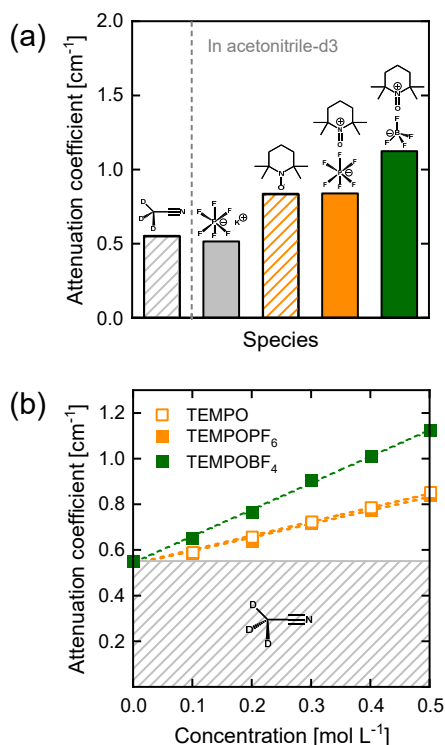 (a)
In acetonitrile-d3
Attenuation coefficient [cm⁻¹]
2.0
1.5
1.0
0.5
0.0
D
D
D
N
F
F
F
P
⊖
F
F
F
K
⊕
N
O
⊕
N
O
F
F
F
P
⊖
F
F
F
⊕
N
O
F
B
⊖
F
F
F
Species
(b)
Attenuation coefficient [cm⁻¹]
1.2
1.0
0.8
0.6
0.4
0.2
TEMPO
TEMPOPF₆
TEMPOBF₄
D
D
D
N
0.0 0.1 0.2 0.3 0.4 0.5
Concentration [mol L⁻¹]